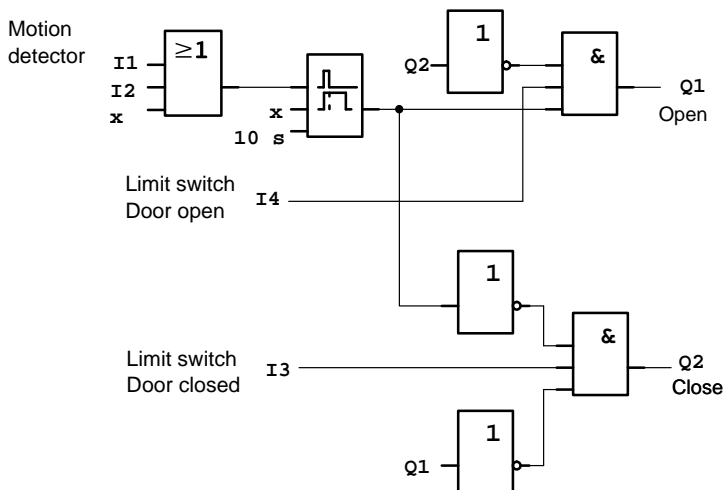 Motion
detector
I1
I2
x
≥1
x
10 s
Q2
1
&
Q1
Open
Limit switch
Door open
I4
1
Limit switch
Door closed
I3
&
Q2
Close
Q1
1